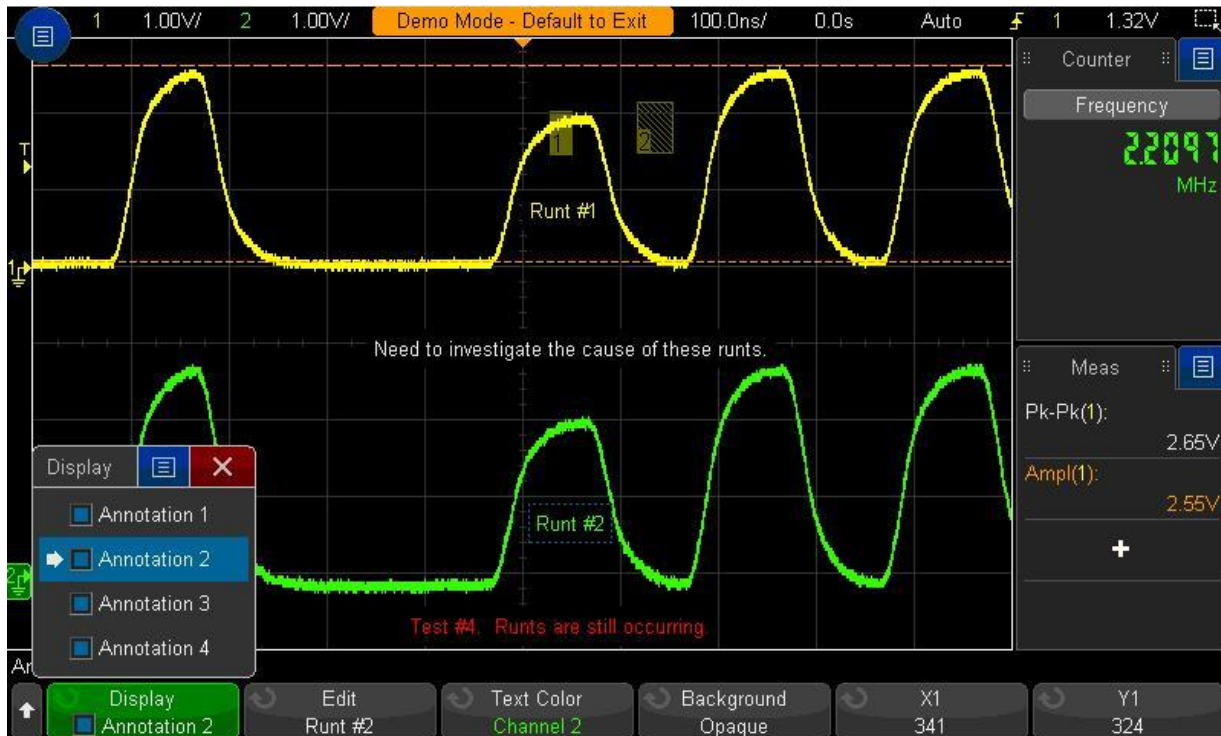 1 1.00V/ 2 1.00V/ Demo Mode - Default to Exit 100.0ns/ 0.0s Auto 1 1.32V
Counter
Frequency
2.2097
MHz
T
1
2
Runt #1
1
Need to investigate the cause of these runts.
Meas
Pk-Pk(1):
2.65V
Ampl(1):
2.55V
+
Display
Annotation 1
Annotation 2
Annotation 3
Annotation 4
Runt #2
2
Test #4. Runts are still occurring.
Display
Annotation 2
Edit
Runt #2
Text Color
Channel 2
Background
Opaque
X1
341
Y1
324